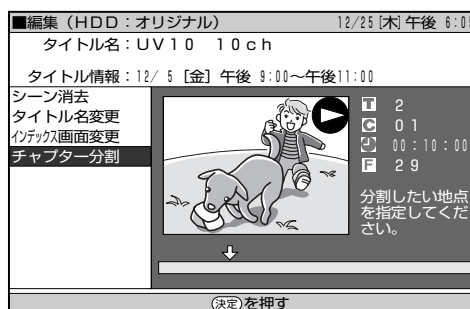 ■編集（HDD：オリジナル） 12/25[木]午後 6:0
タイトル名：UV10 10ch
タイトル情報：12/ 5 [金] 午後 9:00～午後11:00
シーン消去
タイトル名変更
インデックス画面変更
チャプター分割
T 2
C 01
00：10：00
F 29
分割したい地点
を指定してくだ
さい。
決定を押す